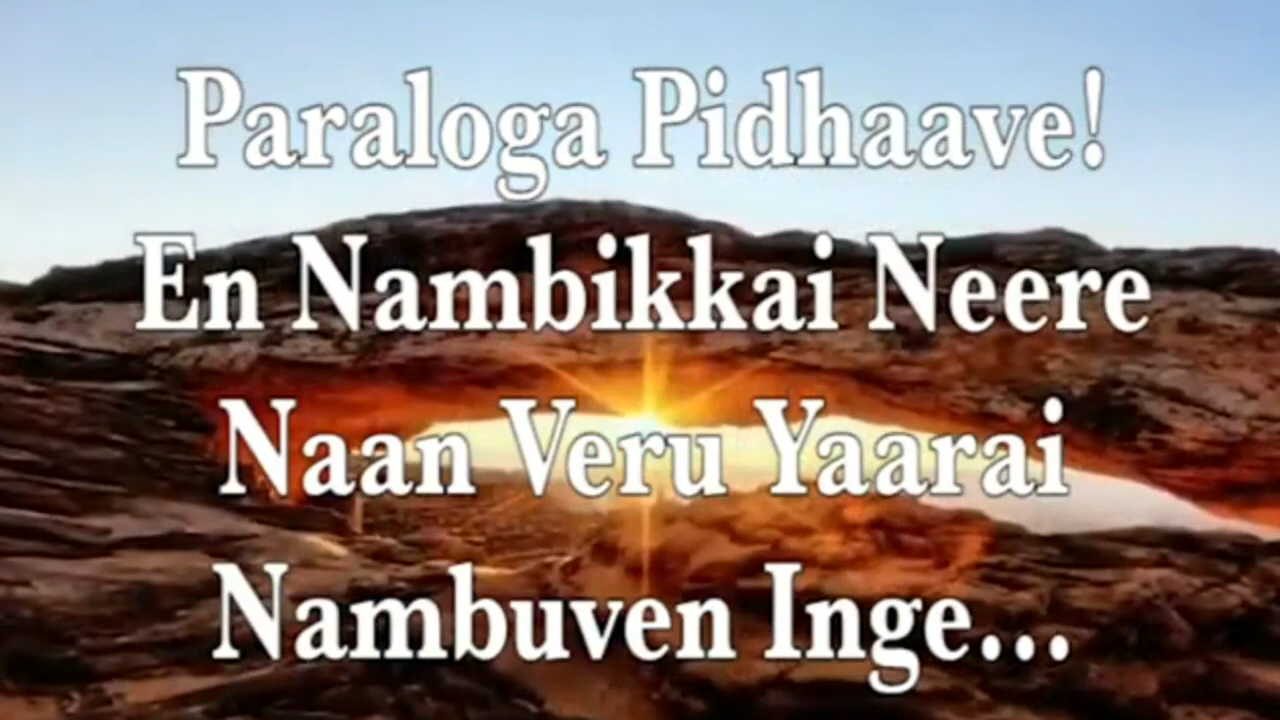 Paraloga Pidhaave!
En Nambikkai Neere
Naan Veru Yaarai
Nambuven Inge...